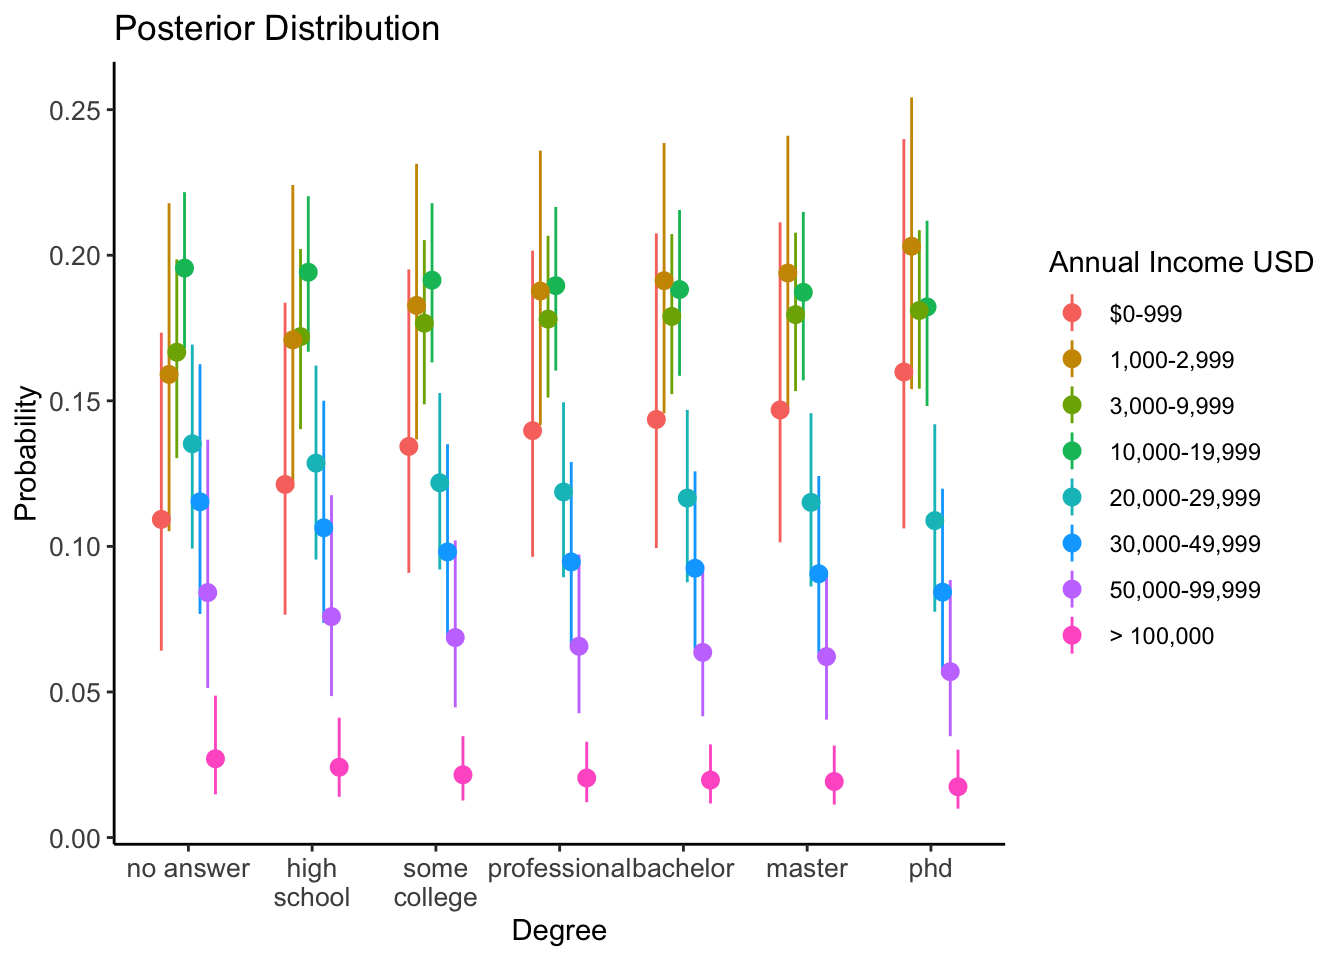 Posterior Distribution
0.25
0.20
0.15
0.10
0.05
0.00
Probability
no answer
high
school
some
college
professional
bachelor
master
phd
Degree
Annual Income USD
$0-999
1,000-2,999
3,000-9,999
10,000-19,999
20,000-29,999
30,000-49,999
50,000-99,999
> 100,000